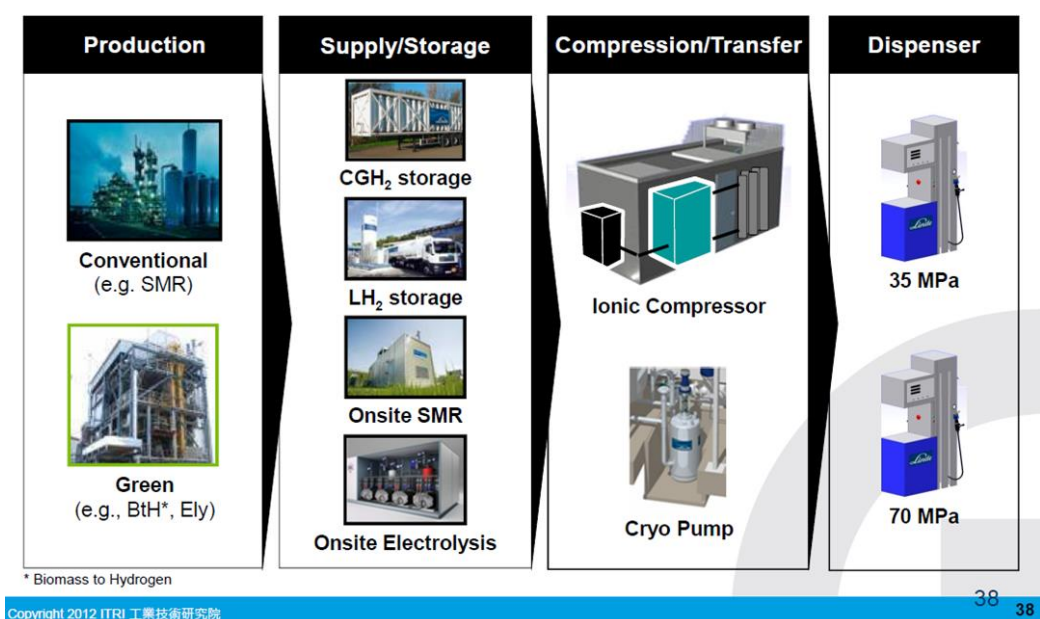 Production
Conventional
(e.g. SMR)
Green
(e.g., BtH*, Ely)
Supply/Storage
CGH₂ storage
LH₂ storage
Onsite SMR
Onsite Electrolysis
Compression/Transfer
Ionic Compressor
Cryo Pump
Dispenser
Linde
35 MPa
Linde
70 MPa
* Biomass to Hydrogen
38
Copyright 2012 ITRI 工業技術研究院
38